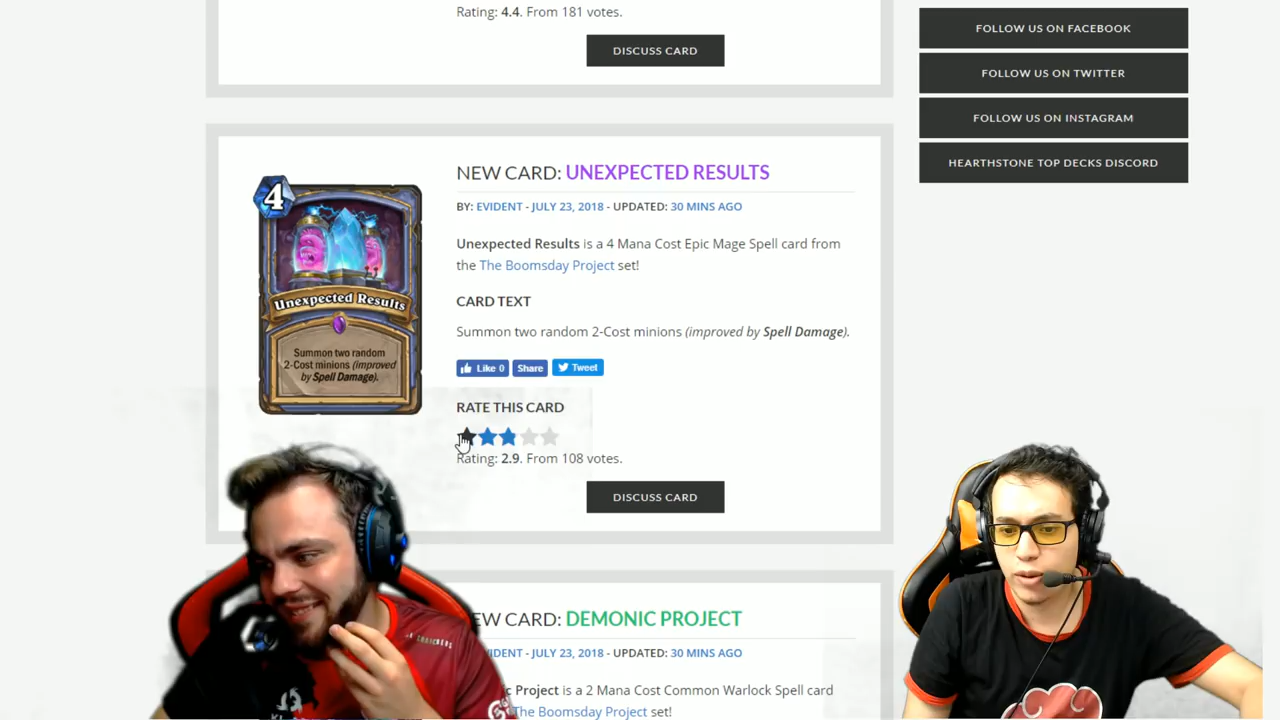 Rating: 4.4. From 181 votes.
DISCUSS CARD
FOLLOW US ON FACEBOOK
FOLLOW US ON TWITTER
FOLLOW US ON INSTAGRAM
HEARTHSTONE TOP DECKS DISCORD
4
Unexpected Results
Summon two random
2-Cost minions (improved
by Spell Damage).
NEW CARD: UNEXPECTED RESULTS
BY: EVIDENT - JULY 23, 2018 - UPDATED: 30 MINS AGO
Unexpected Results is a 4 Mana Cost Epic Mage Spell card from
the The Boomsday Project set!
CARD TEXT
Summon two random 2-Cost minions (improved by Spell Damage).
Like 0 Share Tweet
RATE THIS CARD
Rating: 2.9. From 108 votes.
DISCUSS CARD
EW CARD: DEMONIC PROJECT
IDENT - JULY 23, 2018 - UPDATED: 30 MINS AGO
c Project is a 2 Mana Cost Common Warlock Spell card
The Boomsday Project set!